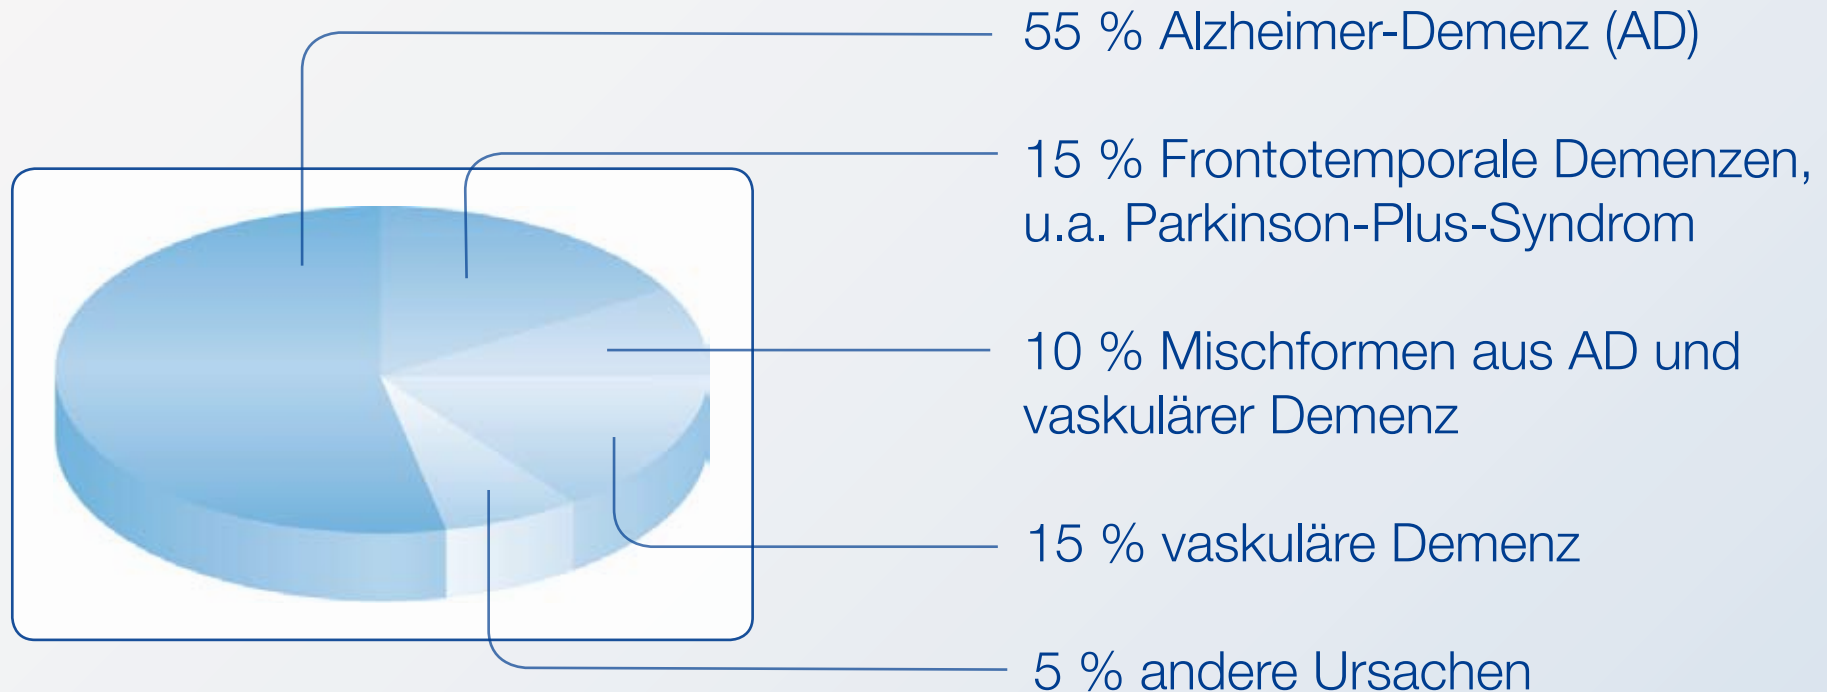 55 % Alzheimer-Demenz (AD)
15 % Frontotemporale Demenzen,
u.a. Parkinson-Plus-Syndrom
10 % Mischformen aus AD und
vaskulärer Demenz
15 % vaskuläre Demenz
5 % andere Ursachen